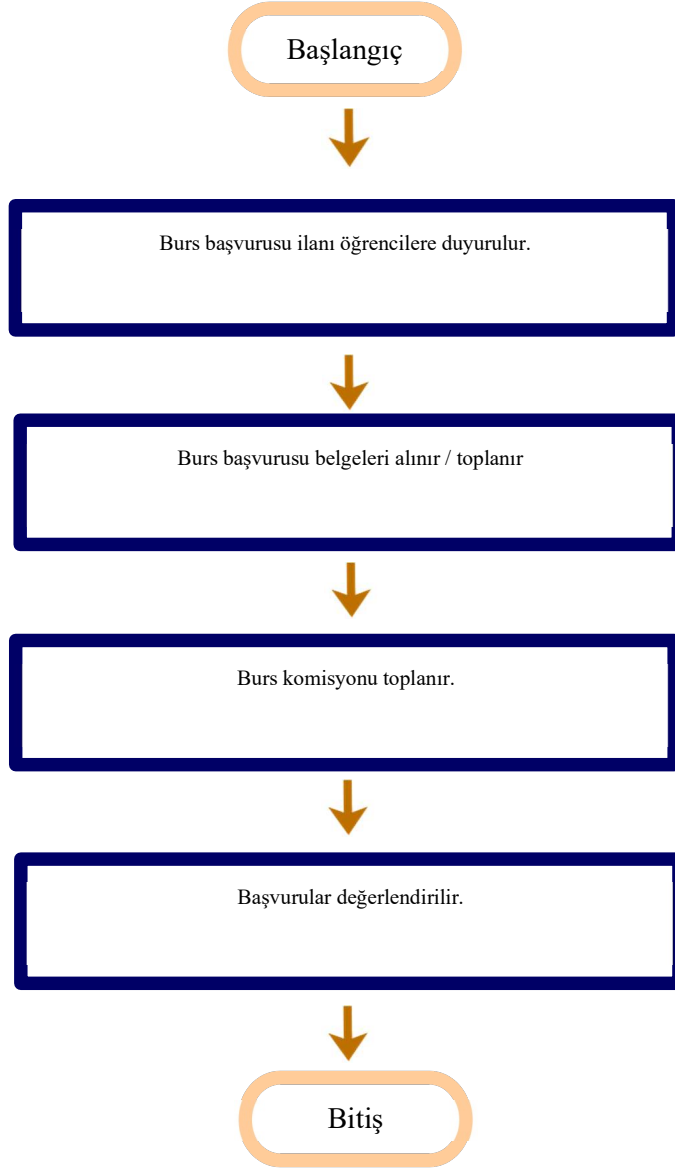 Başlangıç
Burs başvurusu ilanı öğrencilere duyurulur.
Burs başvurusu belgeleri alınır / toplanır
Burs komisyonu toplanır.
Başvurular değerlendirilir.
Bitiş